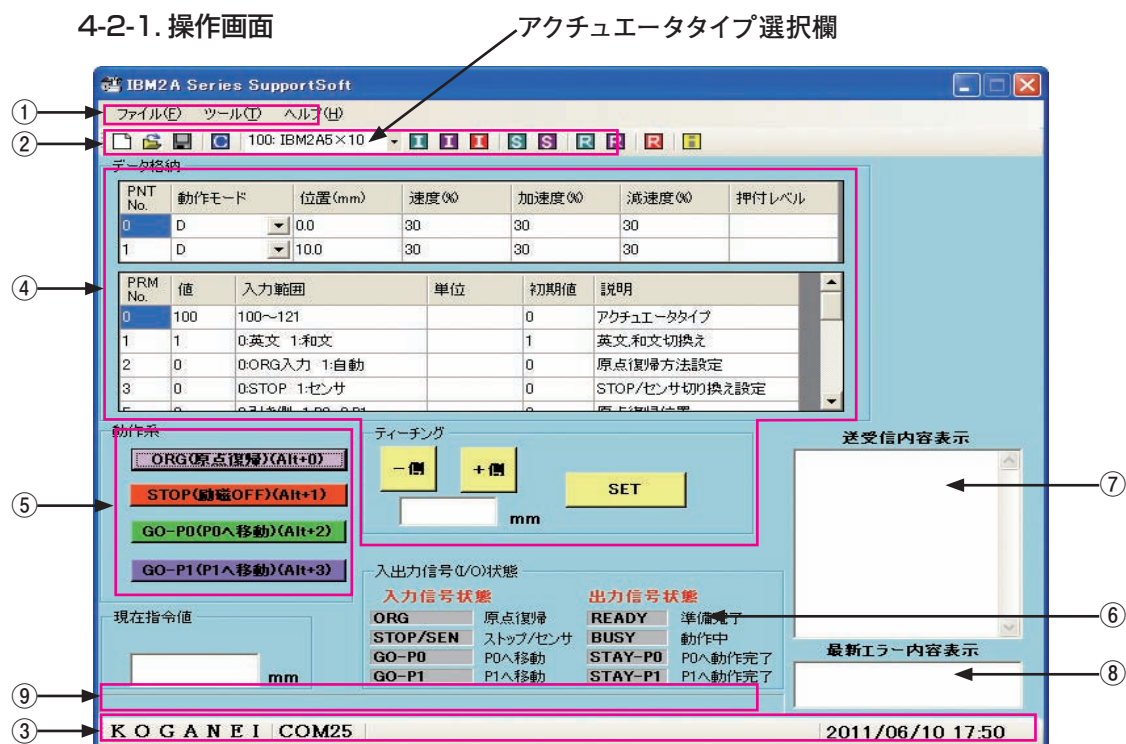 4-2-1. 操作画面
アクチュエータタイプ選択欄
IBM2A Series SupportSoft
① ファイル(F) ツール(T) ヘルプ(H)
② C 100: IBM2A5×10 I I I S S R R R
データ格納
PNT No. 動作モード 位置(mm) 速度(%) 加速度(%) 減速度(%) 押付レベル
0 D 0.0 30 30 30
1 D 10.0 30 30 30
④
PRM No. 値 入力範囲 単位 初期値 説明
0 100 100～121 0 アクチュエータタイプ
1 1 0:英文 1:和文 1 英文,和文切換え
2 0 0:ORG入力 1:自動 0 原点復帰方法設定
3 0 0:STOP 1:センサ 0 STOP/センサ切り換え設定
動作系
⑤
ORG(原点復帰)(Alt+0)
STOP(励磁OFF)(Alt+1)
GO-P0(P0へ移動)(Alt+2)
GO-P1(P1へ移動)(Alt+3)
ティーチング
－側 ＋側 SET
mm
送受信内容表示
⑦
現在指令値
mm
入出力信号(I/O)状態
入力信号状態 出力信号状態
ORG 原点復帰 READY 準備完了 ⑥
STOP/SEN ストップ/センサ BUSY 動作中
GO-P0 P0へ移動 STAY-P0 P0へ動作完了
GO-P1 P1へ移動 STAY-P1 P1へ動作完了
最新エラー内容表示
⑧
⑨
③ KOGANEI COM25 2011/06/10 17:50